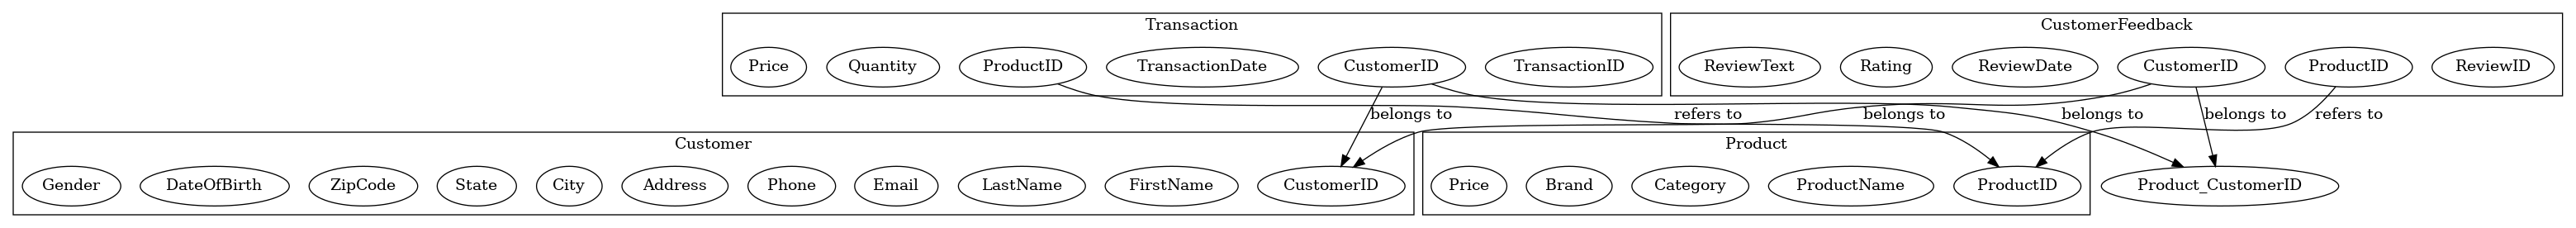 Transaction
CustomerFeedback
Price
Quantity
ProductID
TransactionDate
CustomerID
TransactionID
ReviewText
Rating
ReviewDate
CustomerID
ProductID
ReviewID
belongs to
refers to
belongs to
belongs to
belongs to
refers to
Customer
Product
Gender
DateOfBirth
ZipCode
State
City
Address
Phone
Email
LastName
FirstName
CustomerID
Price
Brand
Category
ProductName
ProductID
Product_CustomerID